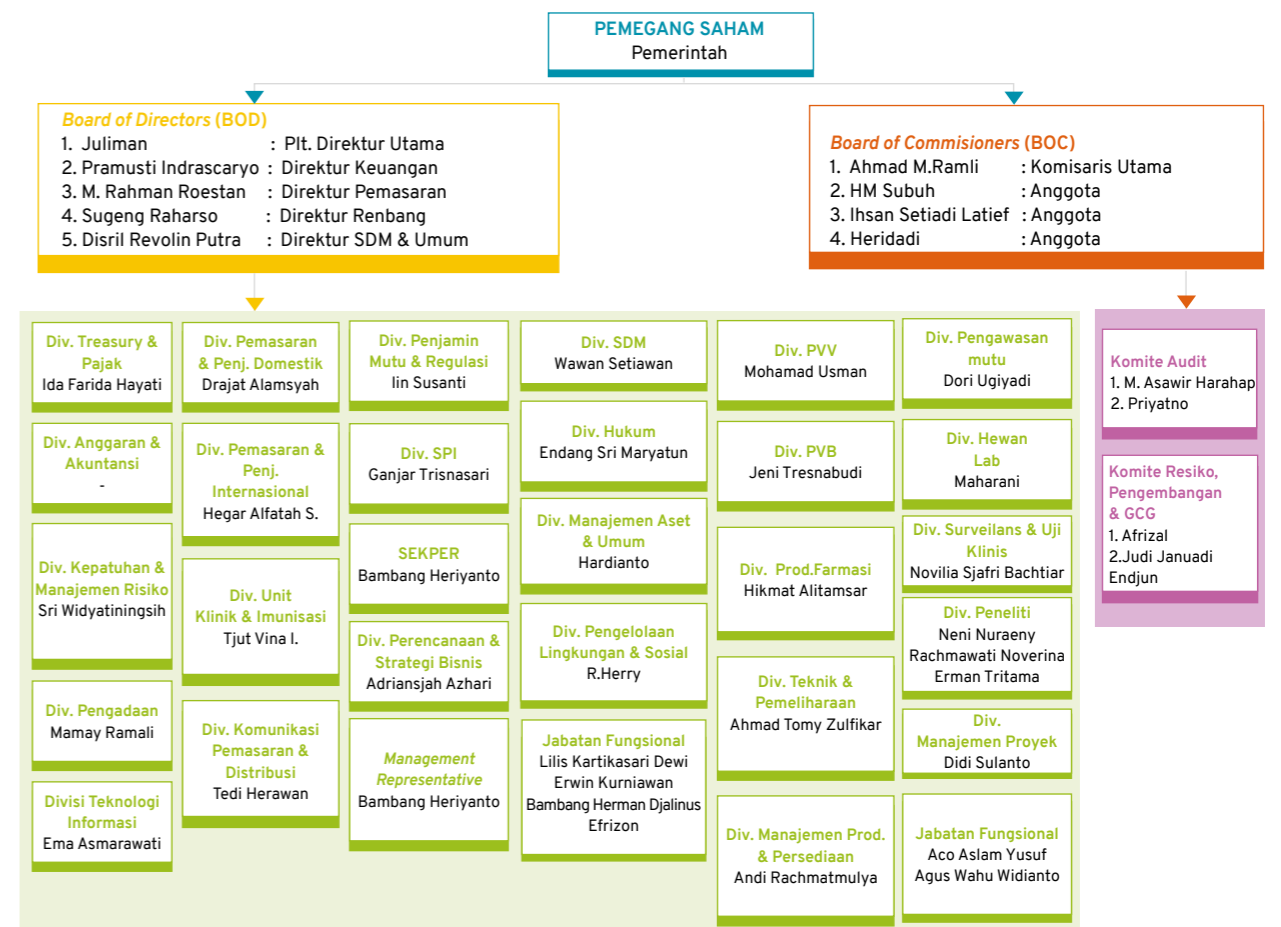 PEMEGANG SAHAM
Pemerintah
Board of Directors (BOD)
1. Juliman : Plt. Direktur Utama
2. Pramusti Indrascaryo : Direktur Keuangan
3. M. Rahman Roestan : Direktur Pemasaran
4. Sugeng Raharso : Direktur Renbang
5. Disril Revolin Putra : Direktur SDM & Umum
Board of Commisioners (BOC)
1. Ahmad M.Ramli : Komisaris Utama
2. HM Subuh : Anggota
3. Ihsan Setiadi Latief : Anggota
4. Heridadi : Anggota
Div. Treasury &
Pajak
Ida Farida Hayati
Div. Anggaran &
Akuntansi
-
Div. Kepatuhan &
Manajemen Risiko
Sri Widyatiningsih
Div. Pengadaan
Mamay Ramali
Divisi Teknologi
Informasi
Ema Asmarawati
Div. Pemasaran
& Penj. Domestik
Drajat Alamsyah
Div. Pemasaran &
Penj.
Internasional
Hegar Alfatah S.
Div. Unit
Klinik & Imunisasi
Tjut Vina I.
Div. Komunikasi
Pemasaran &
Distribusi
Tedi Herawan
Div. Penjamin
Mutu & Regulasi
Iin Susanti
Div. SPI
Ganjar Trisnasari
SEKPER
Bambang Heriyanto
Div. Perencanaan &
Strategi Bisnis
Adriansjah Azhari
Management
Representative
Bambang Heriyanto
Div. SDM
Wawan Setiawan
Div. Hukum
Endang Sri Maryatun
Div. Manajemen Aset
& Umum
Hardianto
Div. Pengelolaan
Lingkungan & Sosial
R.Herry
Jabatan Fungsional
Lilis Kartikasari Dewi
Erwin Kurniawan
Bambang Herman Djalinus
Efrizon
Div. PVV
Mohamad Usman
Div. PVB
Jeni Tresnabudi
Div. Prod.Farmasi
Hikmat Alitamsar
Div. Teknik &
Pemeliharaan
Ahmad Tomy Zulfikar
Div. Manajemen Prod.
& Persediaan
Andi Rachmatmulya
Div. Pengawasan
mutu
Dori Ugiyadi
Div. Hewan
Lab
Maharani
Div. Surveilans & Uji
Klinis
Novilia Sjafri Bachtiar
Div. Peneliti
Neni Nuraeny
Rachmawati Noverina
Erman Tritama
Div.
Manajemen Proyek
Didi Sulanto
Jabatan Fungsional
Aco Aslam Yusuf
Agus Wahu Widianto
Komite Audit
1. M. Asawir Harahap
2. Priyatno
Komite Resiko,
Pengembangan
& GCG
1. Afrizal
2.Judi Januadi
Endjun